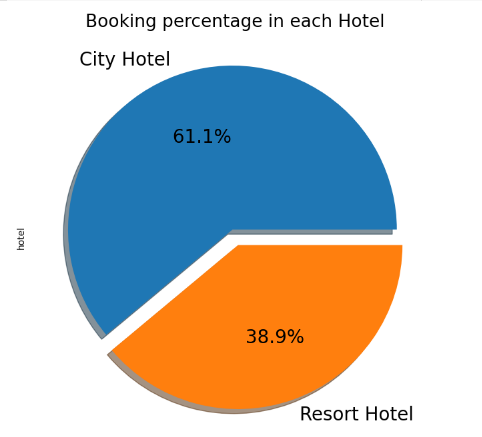 Booking percentage in each Hotel
City Hotel
61.1%
hotel
38.9%
Resort Hotel